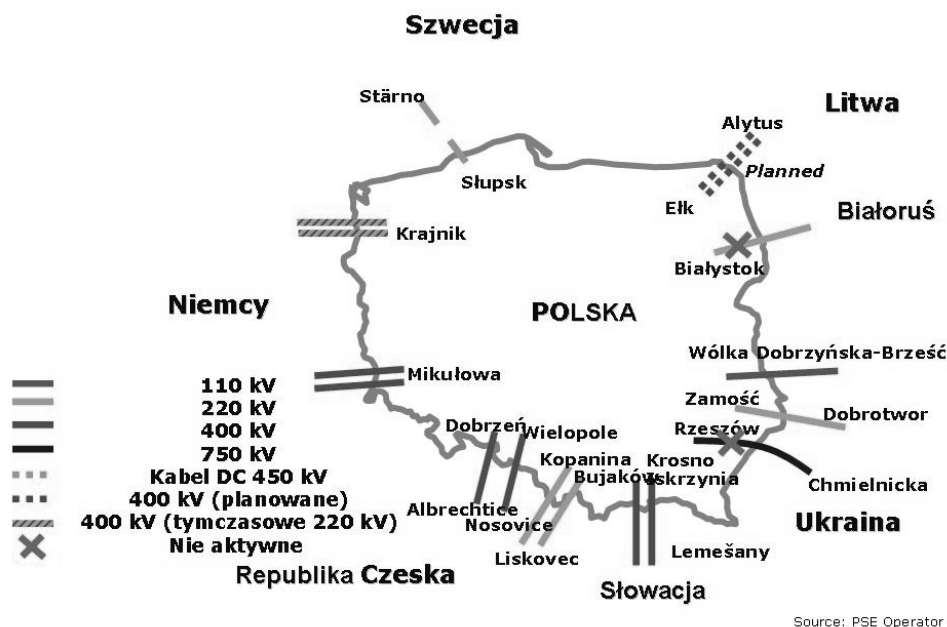 Szwecja
Stärno
Litwa
Alytus
Planned
Słupsk
Ełk
Białoruś
Krajnik
Białystok
Niemcy
POLSKA
Wólka Dobrzyńska-Brześć
Mikułowa
110 kV
Zamość
220 kV
Dobrotwor
Dobrzeń
Wielopole
Rzeszów
400 kV
750 kV
Kopanina
Krosno
Bujaków
Iskrzynia
Kabel DC 450 kV
Chmielnicka
400 kV (planowane)
Albrechtice
Nosovice
400 kV (tymczasowe 220 kV)
Ukraina
Nie aktywne
Liskovec
Lemešany
Republika Czeska
Słowacja
Source: PSE Operator